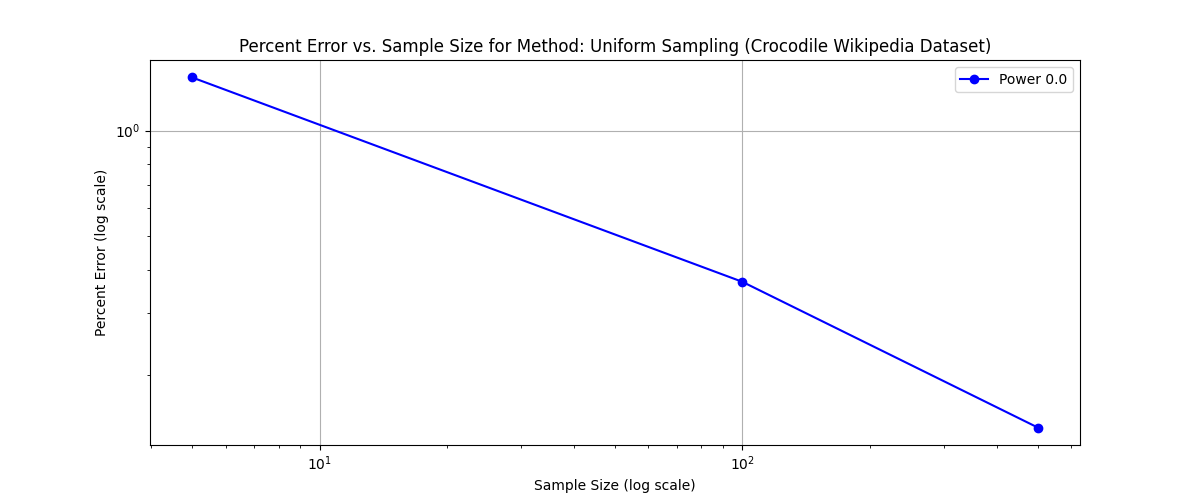 Percent Error vs. Sample Size for Method: Uniform Sampling (Crocodile Wikipedia Dataset)
Power 0.0
10⁰
Percent Error (log scale)
10¹
10²
Sample Size (log scale)